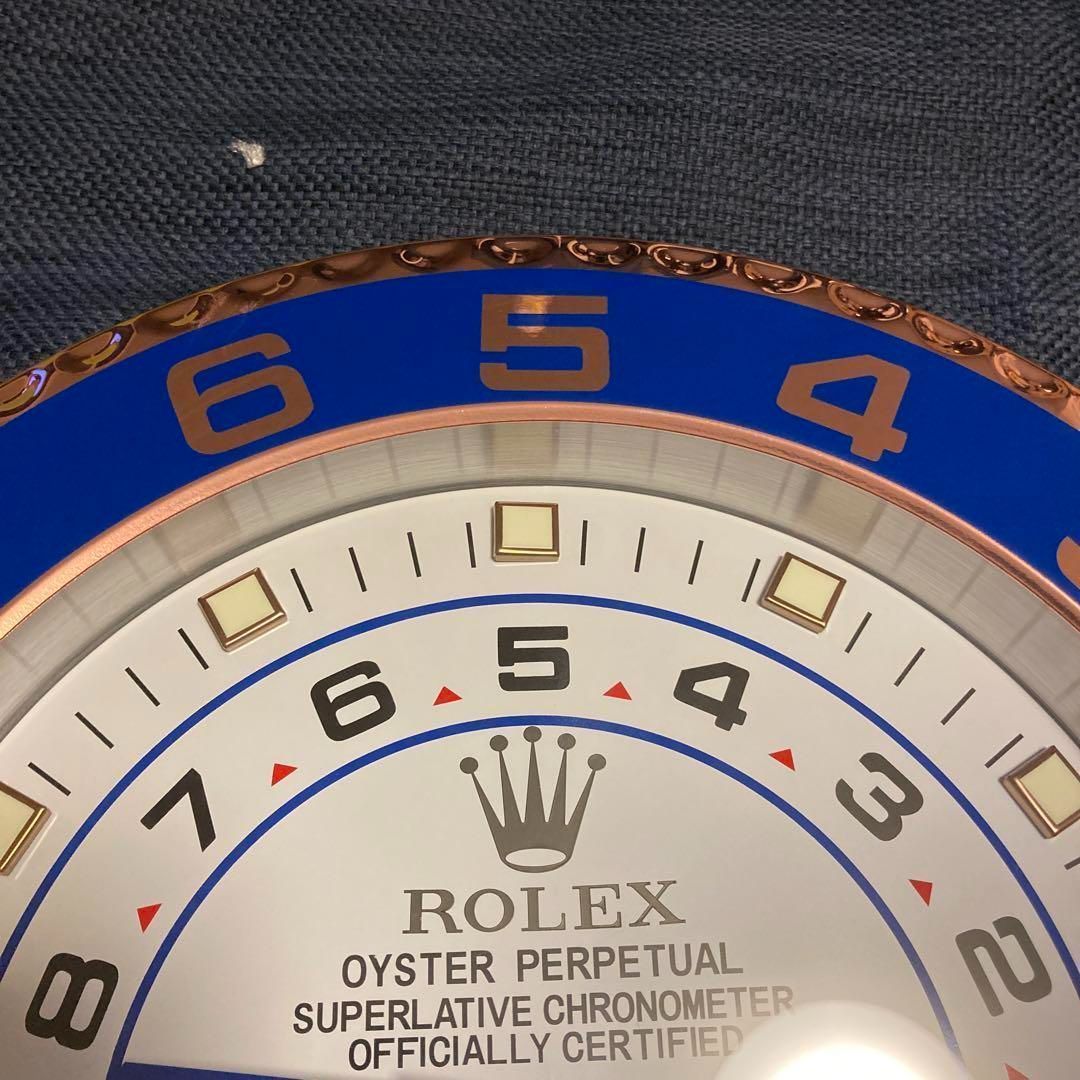 6 5 4
8 7 6 5 4 3 2
ROLEX
OYSTER PERPETUAL
SUPERLATIVE CHRONOMETER
OFFICIALLY CERTIFIED